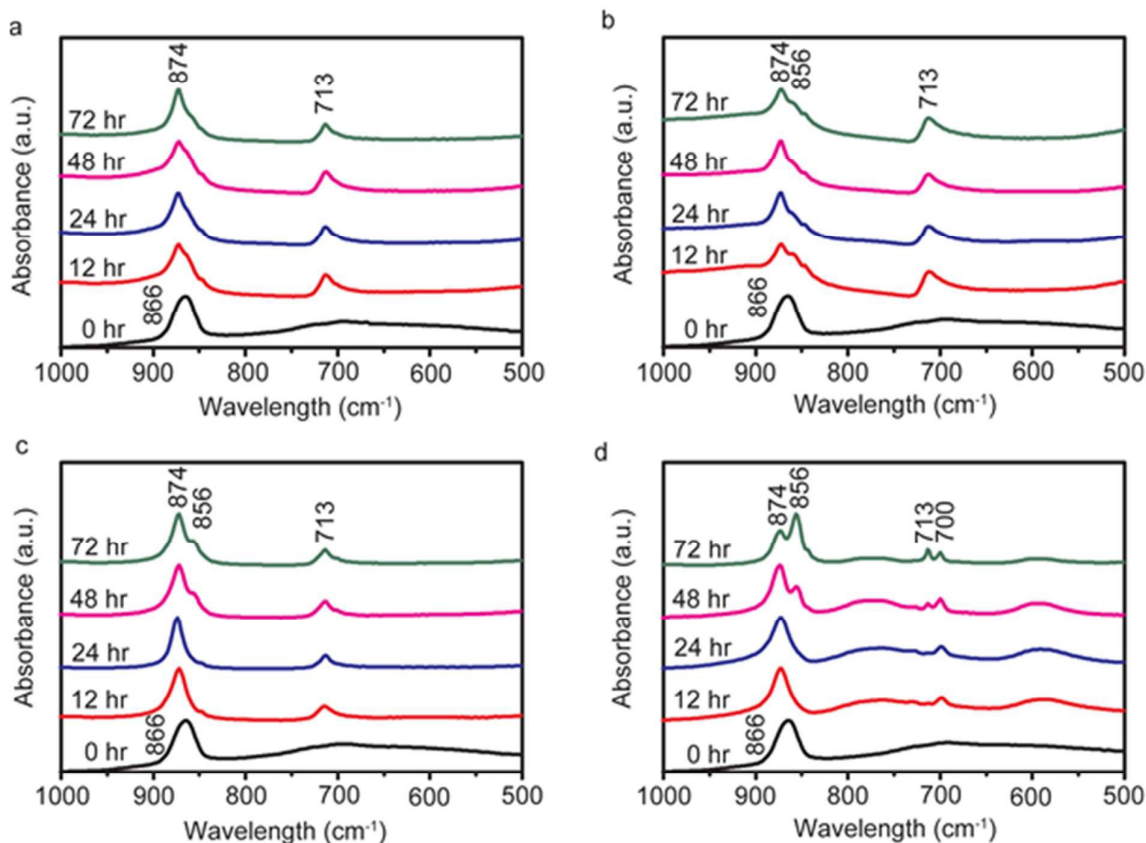 a
Absorbance (a.u.)
874
713
72 hr
48 hr
24 hr
12 hr
866
0 hr
1000 900 800 700 600 500
Wavelength (cm⁻¹)
b
Absorbance (a.u.)
874
856
713
72 hr
48 hr
24 hr
12 hr
866
0 hr
1000 900 800 700 600 500
Wavelength (cm⁻¹)
c
Absorbance (a.u.)
874
856
713
72 hr
48 hr
24 hr
12 hr
866
0 hr
1000 900 800 700 600 500
Wavelength (cm⁻¹)
d
Absorbance (a.u.)
874
856
713
700
72 hr
48 hr
24 hr
12 hr
866
0 hr
1000 900 800 700 600 500
Wavelength (cm⁻¹)